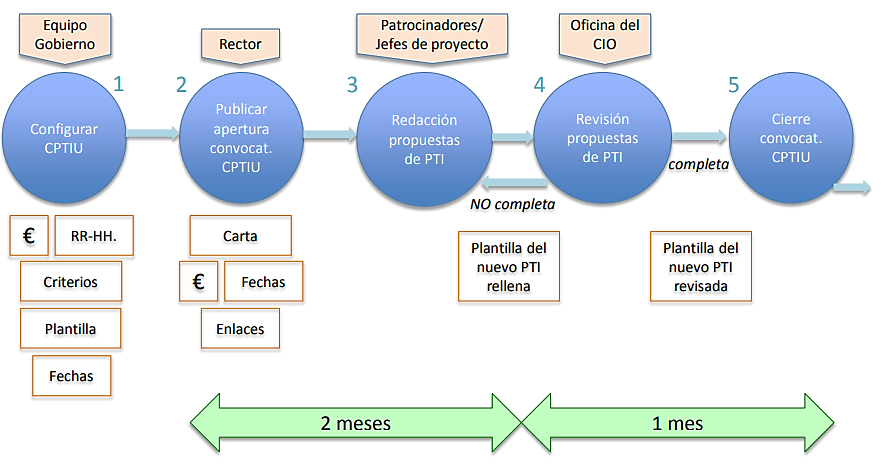 Equipo
Gobierno
Rector
Patrocinadores/
Jefes de proyecto
Oficina del
CIO
1
2
3
4
5
Configurar
CPTIU
Publicar
apertura
convocat.
CPTIU
Redacción
propuestas
de PTI
Revisión
propuestas
de PTI
Cierre
convocat.
CPTIU
completa
NO completa
€
RR-HH.
Criterios
Plantilla
Fechas
Carta
€
Fechas
Enlaces
Plantilla del
nuevo PTI
rellena
Plantilla del
nuevo PTI
revisada
2 meses
1 mes